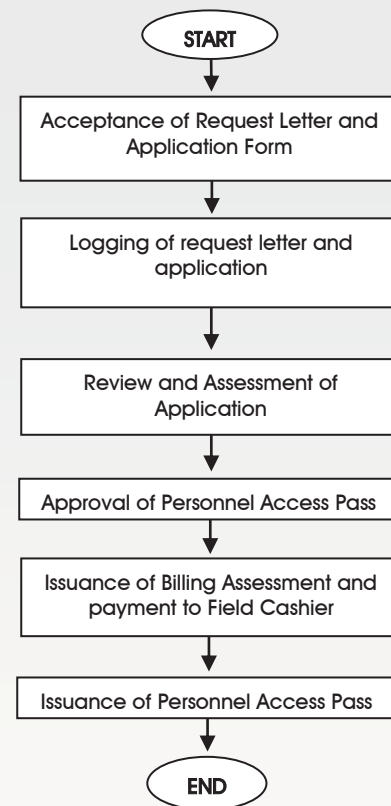 START
Acceptance of Request Letter and
Application Form
Logging of request letter and
application
Review and Assessment of
Application
Approval of Personnel Access Pass
Issuance of Billing Assessment and
payment to Field Cashier
Issuance of Personnel Access Pass
END